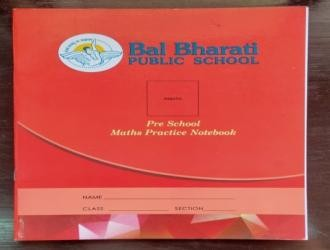 Bal Bharati
PUBLIC SCHOOL
Pre School
Maths Practice Notebook
NAME
CLASS SECTION